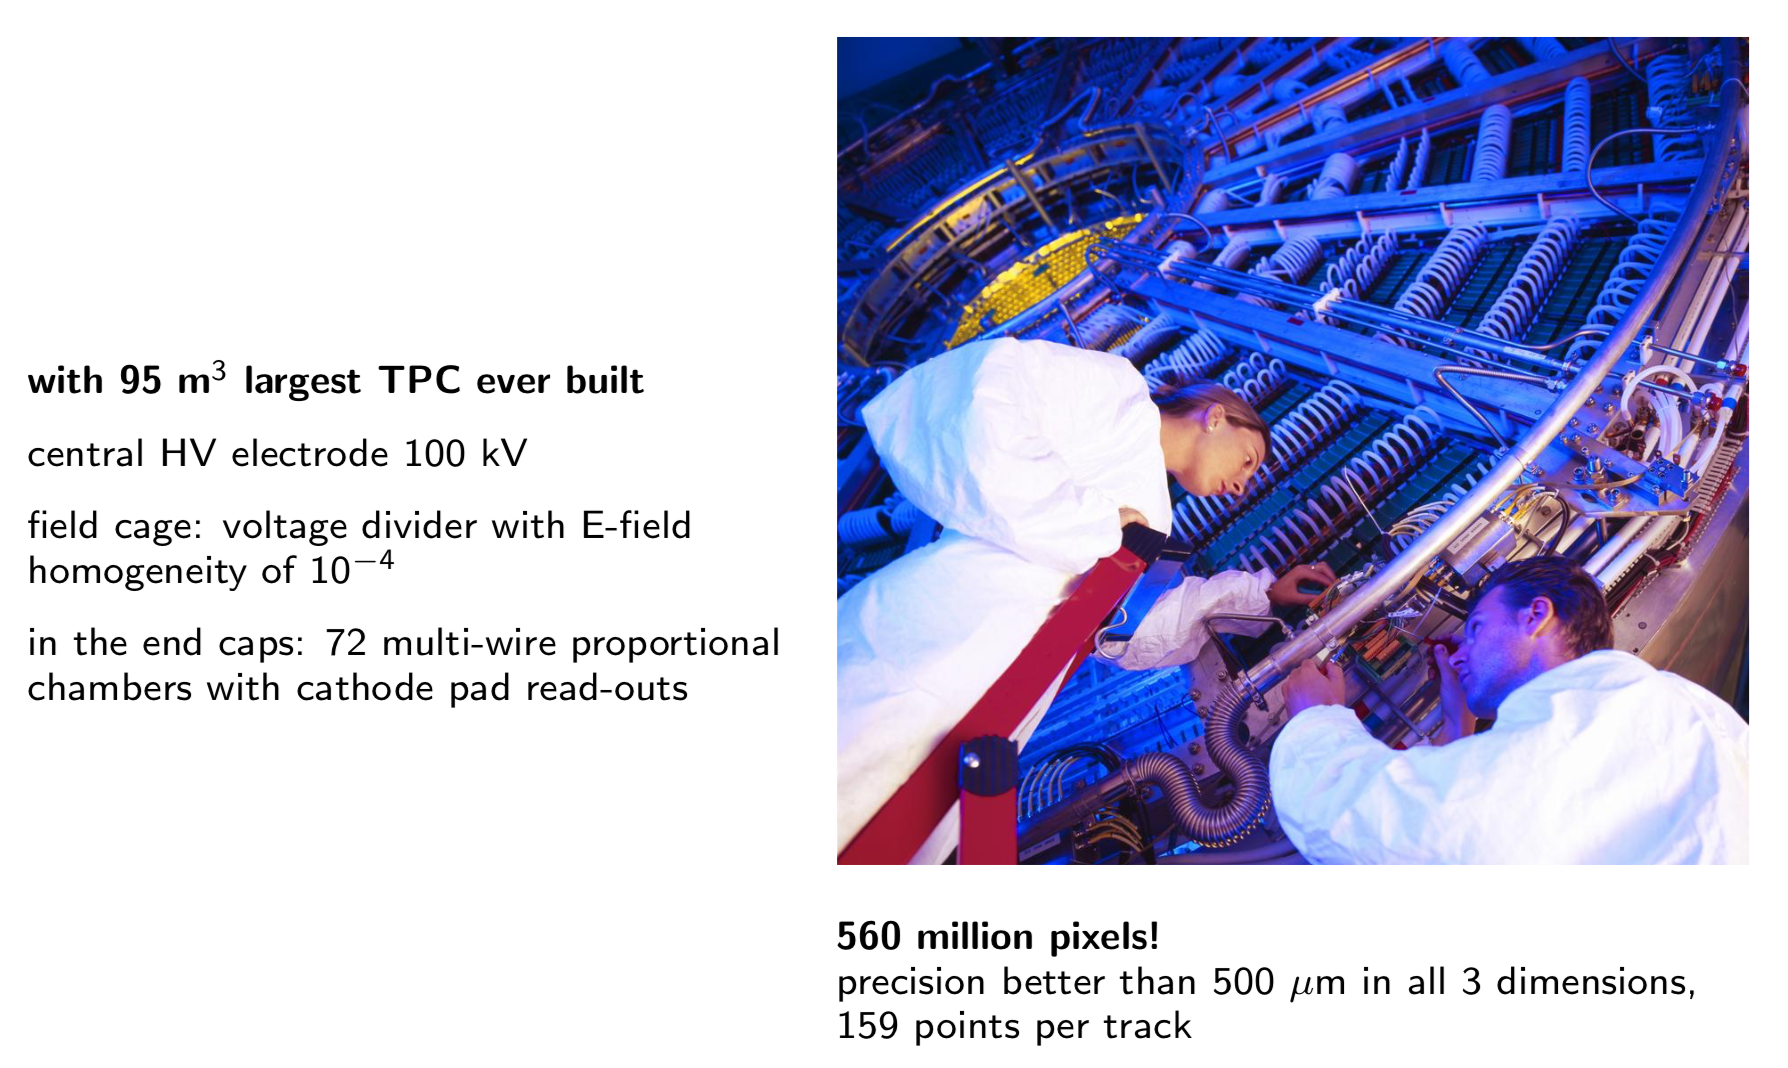 with 95 m³ largest TPC ever built
central HV electrode 100 kV
field cage: voltage divider with E-field
homogeneity of 10⁻⁴
in the end caps: 72 multi-wire proportional
chambers with cathode pad read-outs
560 million pixels!
precision better than 500 μm in all 3 dimensions,
159 points per track